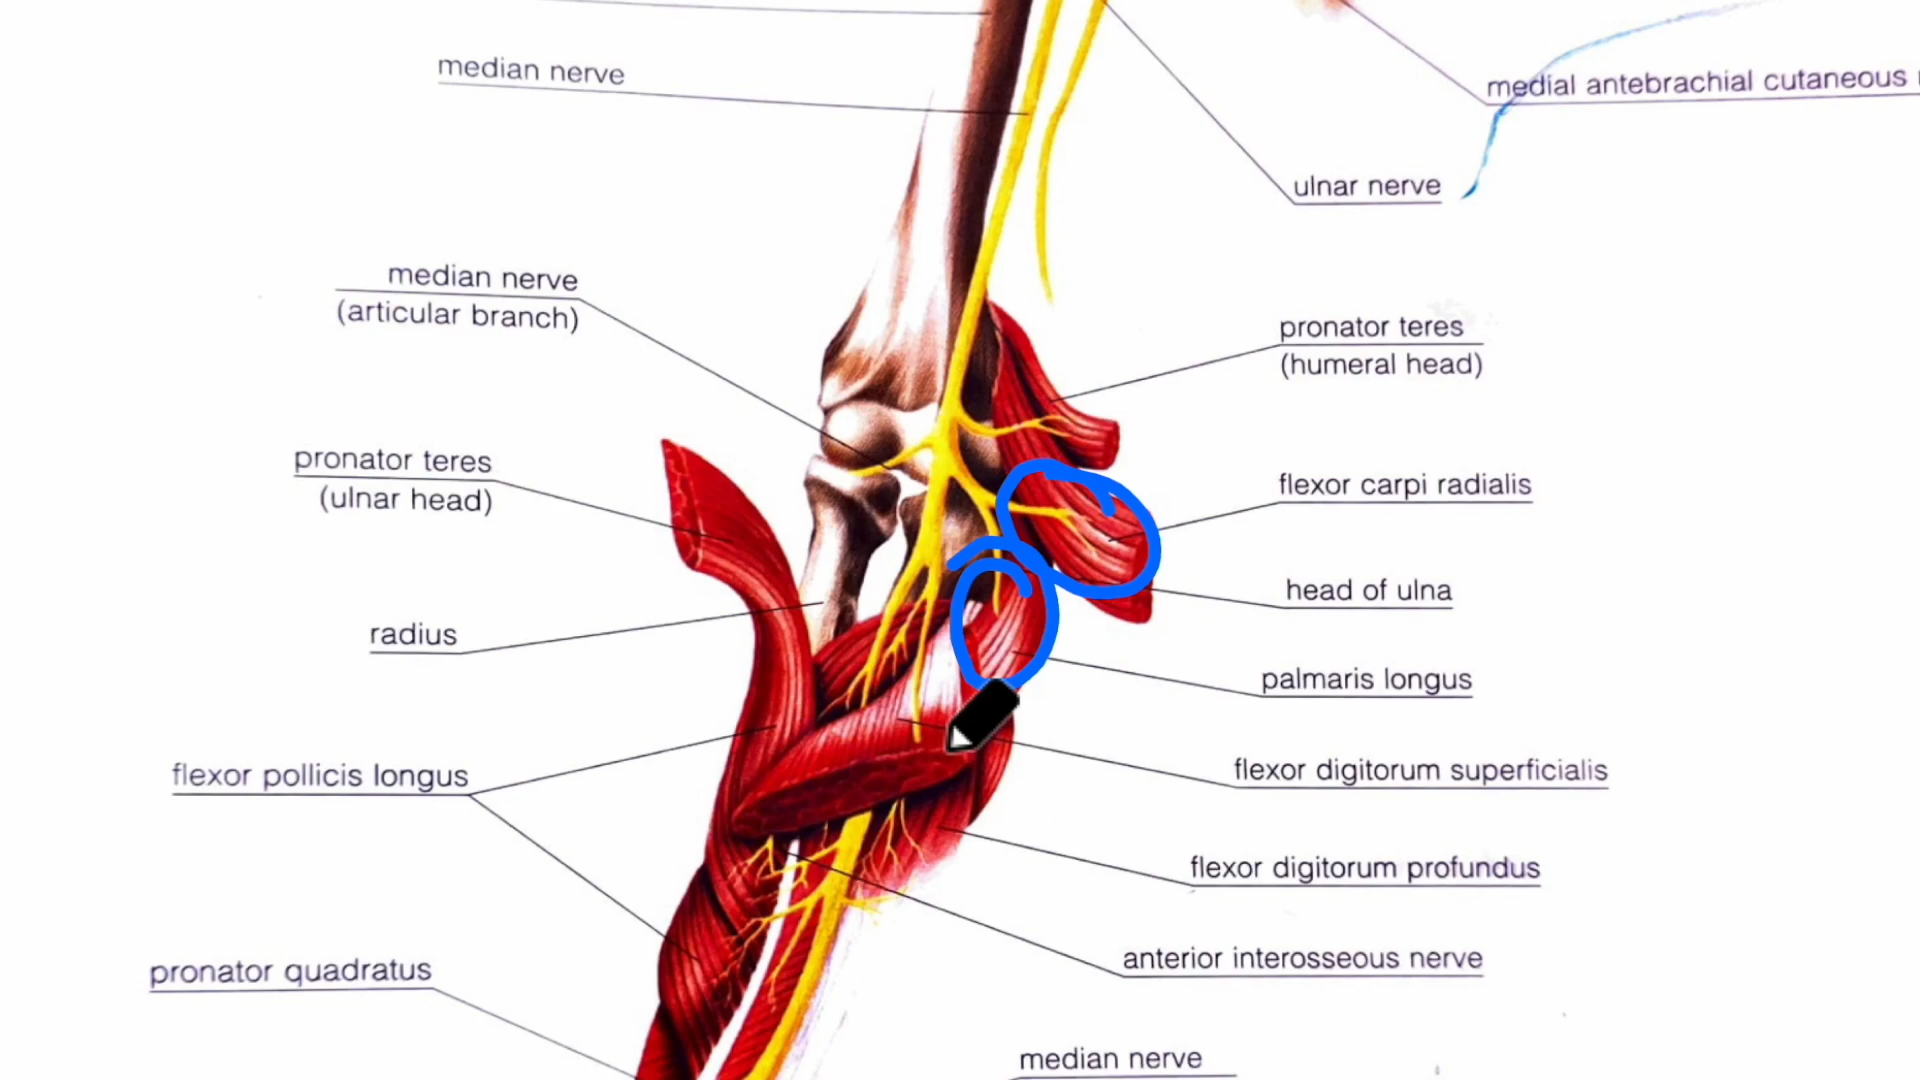 median nerve
medial antebrachial cutaneous
ulnar nerve
median nerve
(articular branch)
pronator teres
(humeral head)
pronator teres
(ulnar head)
flexor carpi radialis
head of ulna
radius
palmaris longus
flexor pollicis longus
flexor digitorum superficialis
flexor digitorum profundus
pronator quadratus
anterior interosseous nerve
median nerve